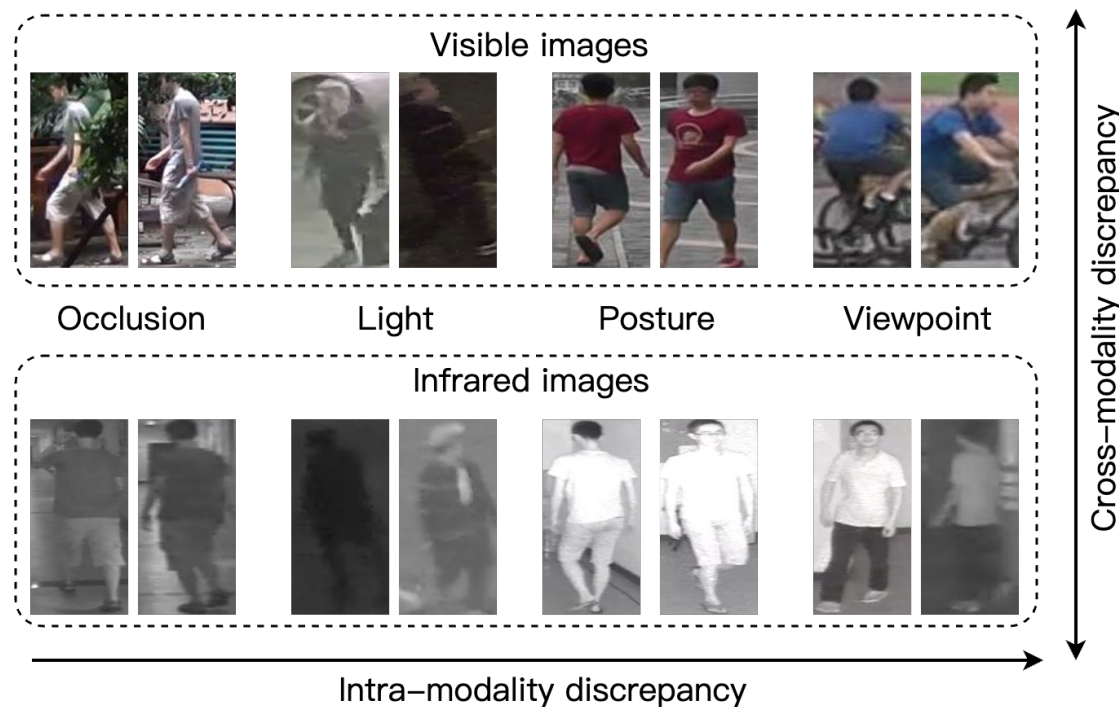 Visible images
Occlusion Light Posture Viewpoint
Infrared images
Intra–modality discrepancy
Cross–modality discrepancy